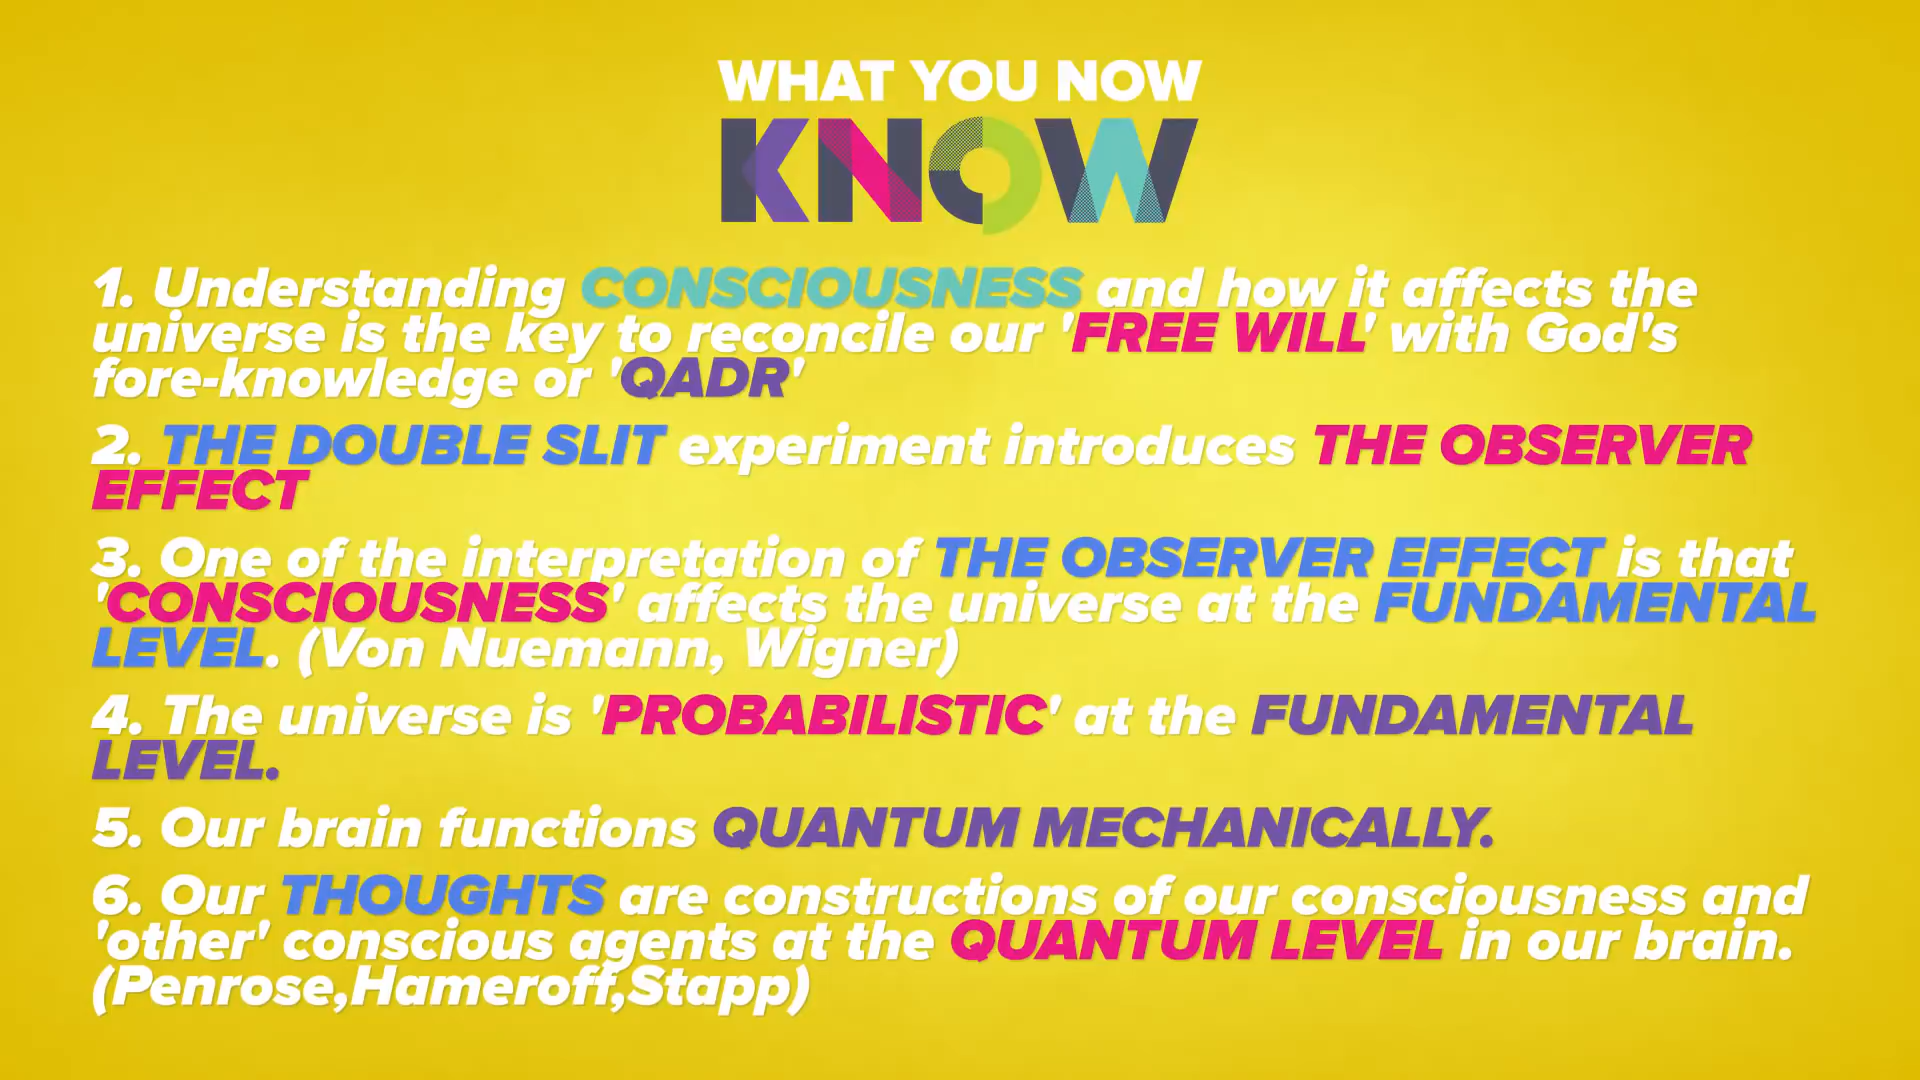 WHAT YOU NOW
KNOW
1. Understanding CONSCIOUSNESS and how it affects the
universe is the key to reconcile our 'FREE WILL' with God's
fore-knowledge or 'QADR'
2. THE DOUBLE SLIT experiment introduces THE OBSERVER
EFFECT
3. One of the interpretation of THE OBSERVER EFFECT is that
'CONSCIOUSNESS' affects the universe at the FUNDAMENTAL
LEVEL. (Von Nuemann, Wigner)
4. The universe is 'PROBABILISTIC' at the FUNDAMENTAL
LEVEL.
5. Our brain functions QUANTUM MECHANICALLY.
6. Our THOUGHTS are constructions of our consciousness and
'other' conscious agents at the QUANTUM LEVEL in our brain.
(Penrose,Hameroff,Stapp)